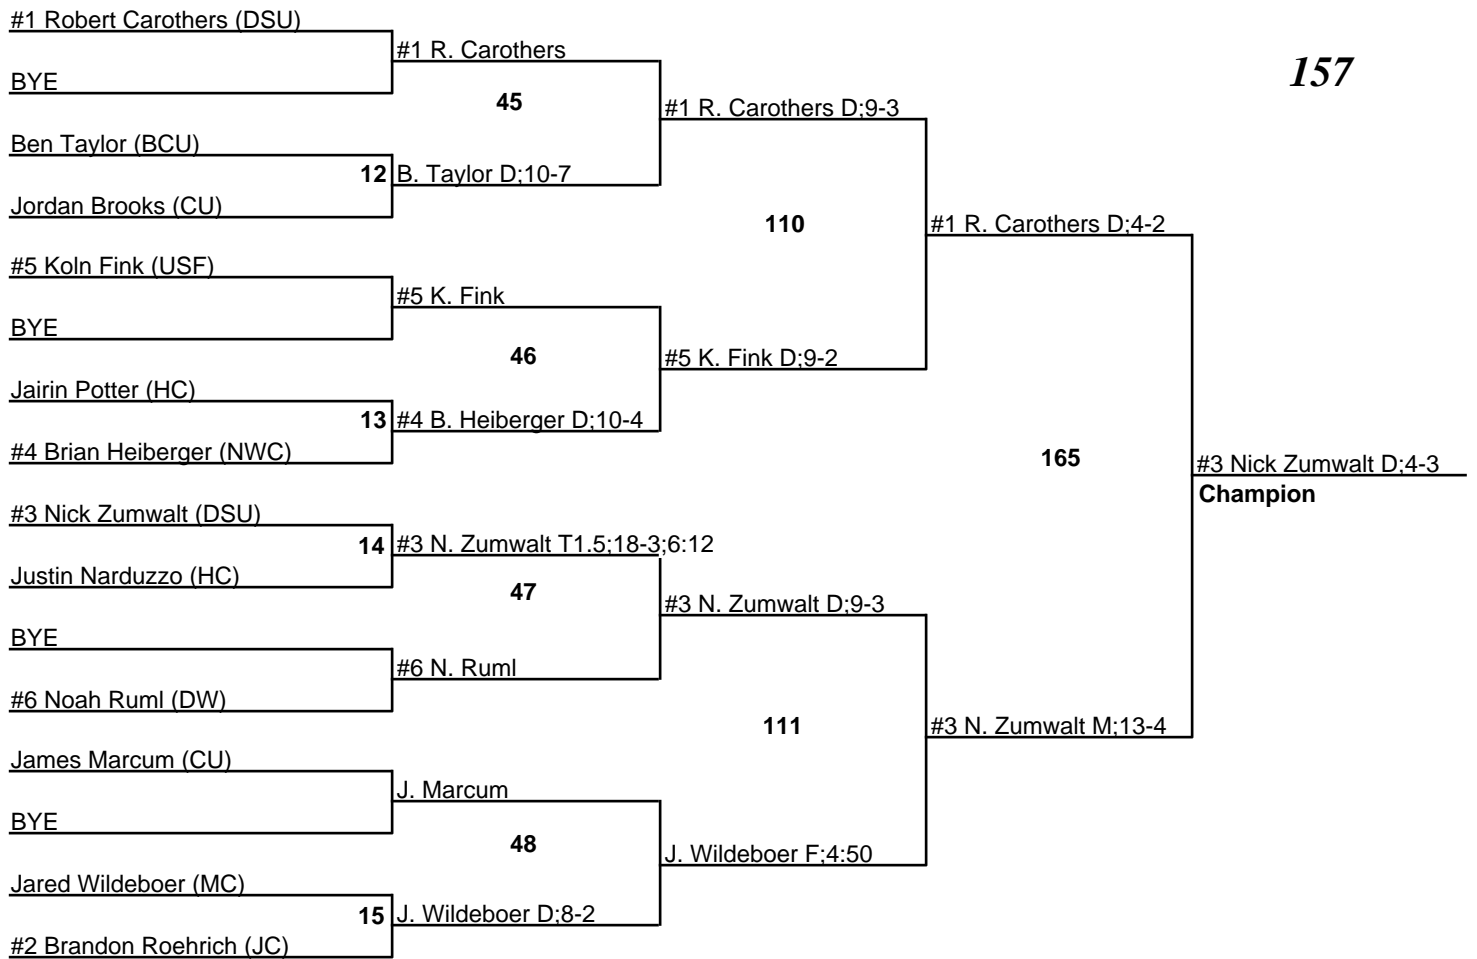 #1 Robert Carothers (DSU)
BYE
Ben Taylor (BCU)
Jordan Brooks (CU)
#5 Koln Fink (USF)
BYE
Jairin Potter (HC)
#4 Brian Heiberger (NWC)
#3 Nick Zumwalt (DSU)
Justin Narduzzo (HC)
BYE
#6 Noah Ruml (DW)
James Marcum (CU)
BYE
Jared Wildeboer (MC)
#2 Brandon Roehrich (JC)
#1 R. Carothers
45
12 B. Taylor D;10-7
#5 K. Fink
46
13 #4 B. Heiberger D;10-4
14 #3 N. Zumwalt T1.5;18-3;6:12
47
#6 N. Ruml
J. Marcum
48
15 J. Wildeboer D;8-2
#1 R. Carothers D;9-3
110
#5 K. Fink D;9-2
#3 N. Zumwalt D;9-3
111
J. Wildeboer F;4:50
#1 R. Carothers D;4-2
165
#3 N. Zumwalt M;13-4
157
#3 Nick Zumwalt D;4-3
Champion